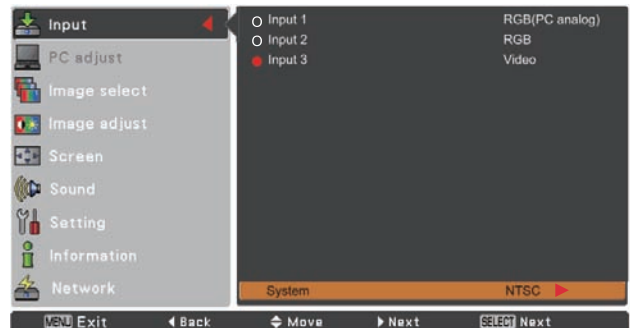 Input
PC adjust
Image select
Image adjust
Screen
Sound
Setting
Information
Network
Input 1 RGB(PC analog)
Input 2 RGB
Input 3 Video
System NTSC
MENU Exit Back Move Next SELECT Next